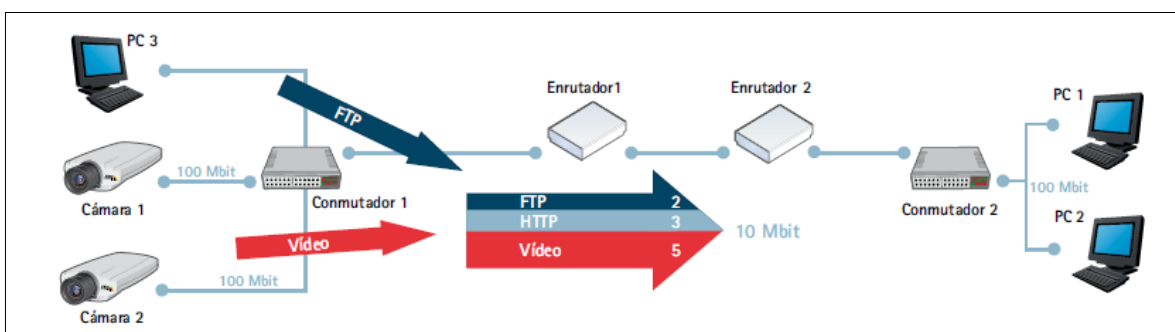 PC 3
FTP
100 Mbit
Cámara 1
Conmutador 1
Vídeo
100 Mbit
Cámara 2
Enrutador1
Enrutador 2
FTP 2
HTTP 3
Vídeo 5
10 Mbit
Conmutador 2
PC 1
100 Mbit
PC 2